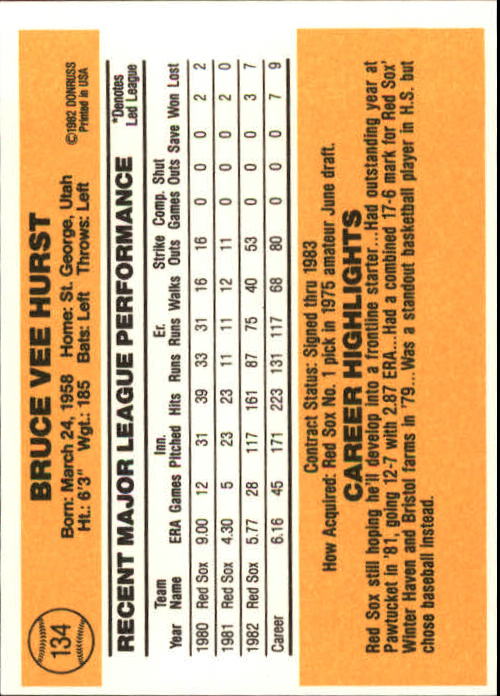 134
BRUCE VEE HURST
©1982 DONRUSS
Printed in USA
Born: March 24, 1958 Home: St. George, Utah
Ht.: 6'3" Wgt.: 185 Bats: Left Throws: Left
RECENT MAJOR LEAGUE PERFORMANCE
*Denotes
Led League
Team Inn. Er. Strike Comp. Shut
Year Name ERA Games Pitched Hits Runs Runs Walks Outs Games Outs Save Won Lost
1980 Red Sox 9.00 12 31 39 33 31 16 16 0 0 0 2 2
1981 Red Sox 4.30 5 23 23 11 11 12 11 0 0 0 2 0
1982 Red Sox 5.77 28 117 161 87 75 40 53 0 0 0 3 7
Career 6.16 45 171 223 131 117 68 80 0 0 0 7 9
Contract Status: Signed thru 1983
How Acquired: Red Sox No. 1 pick in 1976 amateur June draft.
CAREER HIGHLIGHTS
Red Sox still hoping he'll develop into a frontline starter...Had outstanding year at
Pawtucket in '81, going 12-7 with 2.87 ERA...Had a combined 17-6 mark for Red Sox'
Winter Haven and Bristol farms in '79... Was a standout basketball player in H.S. but
chose baseball instead.